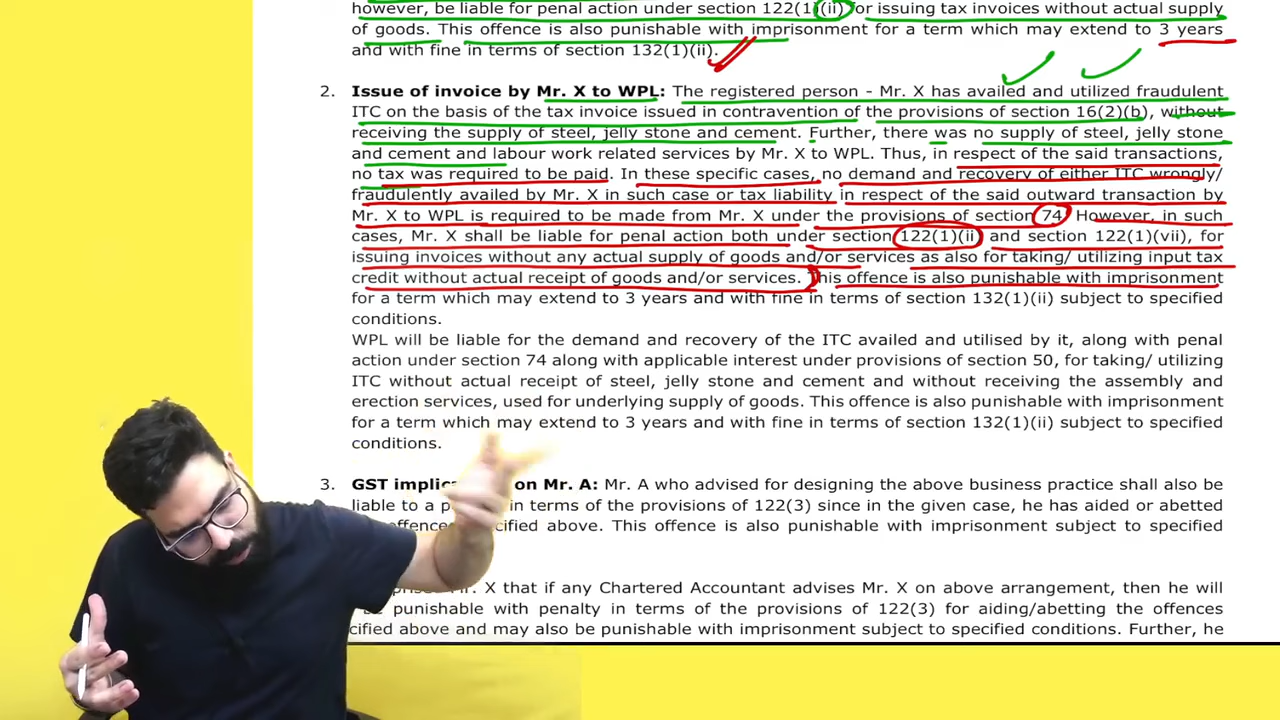 however, be liable for penal action under section 122(1)(ii) for issuing tax invoices without actual supply
of goods. This offence is also punishable with imprisonment for a term which may extend to 3 years
and with fine in terms of section 132(1)(ii).
2. Issue of invoice by Mr. X to WPL: The registered person - Mr. X has availed and utilized fraudulent
ITC on the basis of the tax invoice issued in contravention of the provisions of section 16(2)(b), without
receiving the supply of steel, jelly stone and cement. Further, there was no supply of steel, jelly stone
and cement and labour work related services by Mr. X to WPL. Thus, in respect of the said transactions,
no tax was required to be paid. In these specific cases, no demand and recovery of either ITC wrongly/
fraudulently availed by Mr. X in such case or tax liability in respect of the said outward transaction by
Mr. X to WPL is required to be made from Mr. X under the provisions of section 74. However, in such
cases, Mr. X shall be liable for penal action both under section 122(1)(ii) and section 122(1)(vii), for
issuing invoices without any actual supply of goods and/or services as also for taking/ utilizing input tax
credit without actual receipt of goods and/or services. This offence is also punishable with imprisonment
for a term which may extend to 3 years and with fine in terms of section 132(1)(ii) subject to specified
conditions.
WPL will be liable for the demand and recovery of the ITC availed and utilised by it, along with penal
action under section 74 along with applicable interest under provisions of section 50, for taking/ utilizing
ITC without actual receipt of steel, jelly stone and cement and without receiving the assembly and
erection services, used for underlying supply of goods. This offence is also punishable with imprisonment
for a term which may extend to 3 years and with fine in terms of section 132(1)(ii) subject to specified
conditions.
3. GST on Mr. A: Mr. A who advised for designing the above business practice shall also be
liable to a in terms of the provisions of 122(3) since in the given case, he has aided or abetted
above. This offence is also punishable with imprisonment subject to specified
Mr. X that if any Chartered Accountant advises Mr. X on above arrangement, then he will
punishable with penalty in terms of the provisions of 122(3) for aiding/abetting the offences
above and may also be punishable with imprisonment subject to specified conditions. Further, he